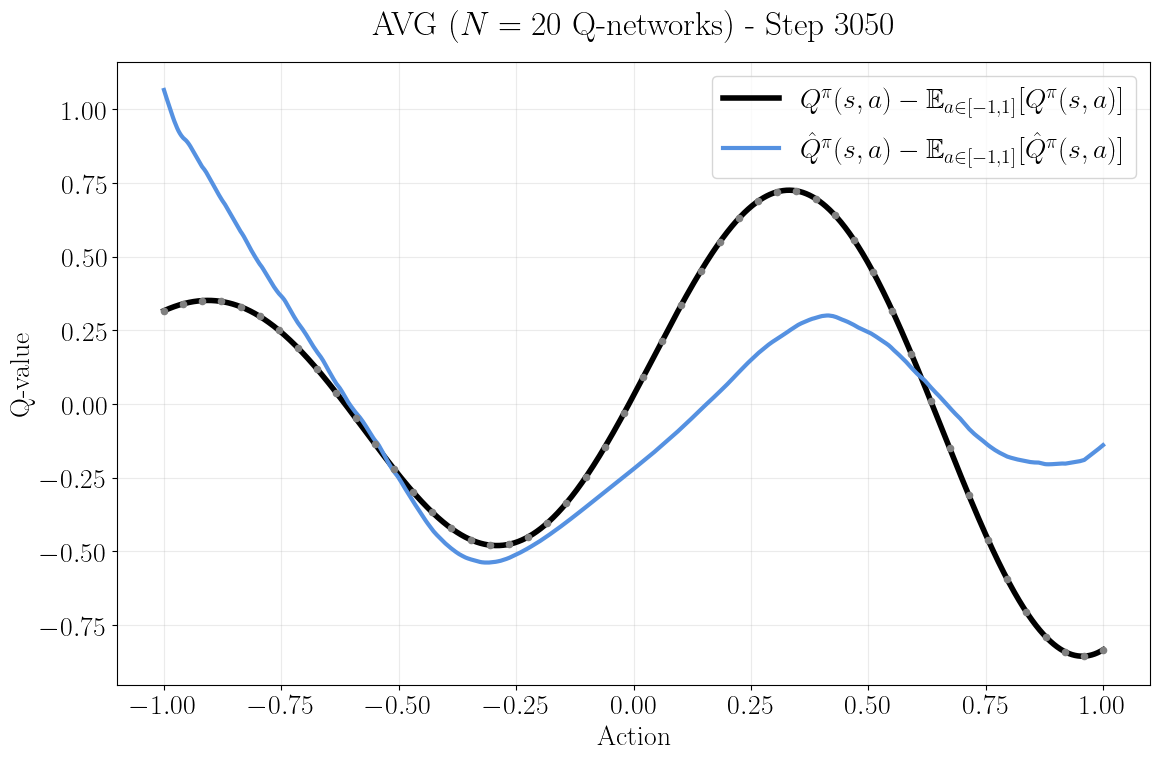 AVG (N = 20 Q-networks) - Step 3050
Q^π(s, a) − 𝔼_{a∈[−1,1]}[Q^π(s, a)]
Q̂^π(s, a) − 𝔼_{a∈[−1,1]}[Q̂^π(s, a)]
Q-value
1.00
0.75
0.50
0.25
0.00
−0.25
−0.50
−0.75
−1.00 −0.75 −0.50 −0.25 0.00 0.25 0.50 0.75 1.00
Action